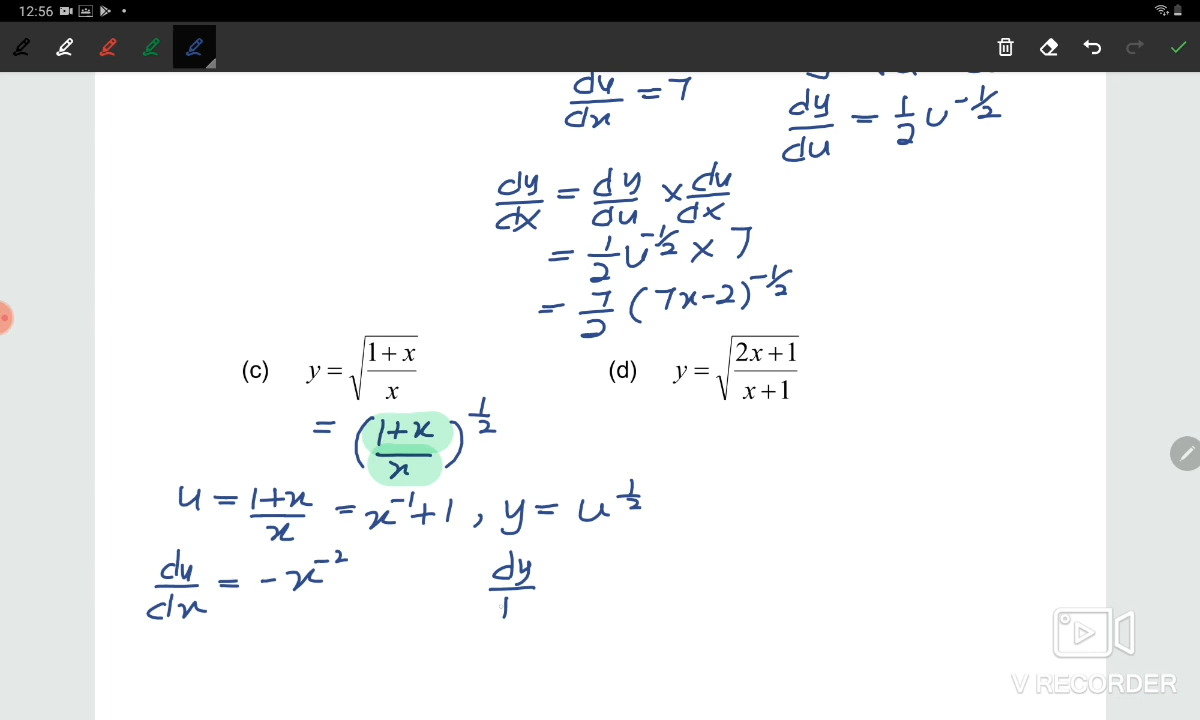 12:56
du/dx = 7
dy/du = 1/2 u^-1/2
dy/dx = dy/du × du/dx
= 1/2 u^-1/2 × 7
= 7/2 (7x-2)^-1/2
(c) y = √((1+x)/x)
(d) y = √((2x+1)/(x+1))
= ((1+x)/x)^1/2
u = (1+x)/x = x^-1 + 1 , y = u^1/2
du/dx = -x^-2
dy/
V RECORDER